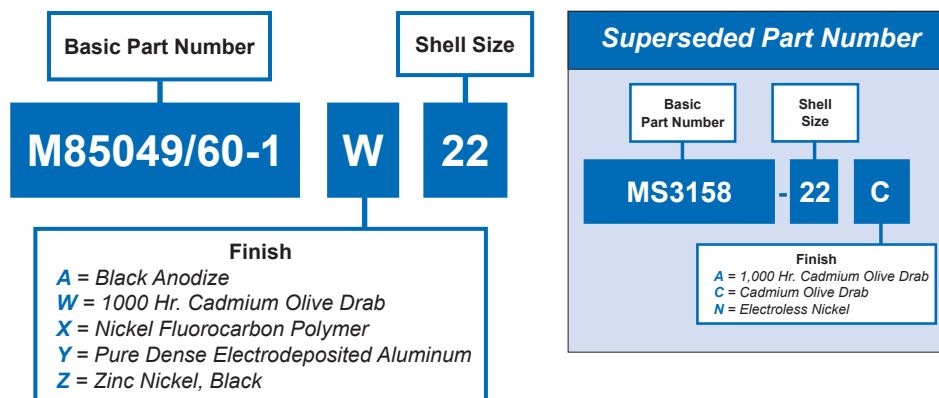 Basic Part Number
Shell Size
M85049/60-1
W
22
Finish
A = Black Anodize
W = 1000 Hr. Cadmium Olive Drab
X = Nickel Fluorocarbon Polymer
Y = Pure Dense Electrodeposited Aluminum
Z = Zinc Nickel, Black
Superseded Part Number
Basic
Part Number
Shell
Size
MS3158
-
22
C
Finish
A = 1,000 Hr. Cadmium Olive Drab
C = Cadmium Olive Drab
N = Electroless Nickel